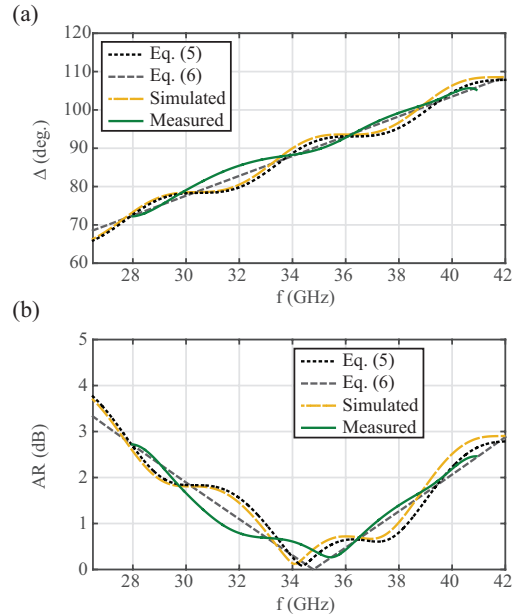 (a)
120
110
100
90
80
70
60
Δ (deg.)
Eq. (5)
Eq. (6)
Simulated
Measured
28 30 32 34 36 38 40 42
f (GHz)
(b)
5
4
3
2
1
0
AR (dB)
Eq. (5)
Eq. (6)
Simulated
Measured
28 30 32 34 36 38 40 42
f (GHz)